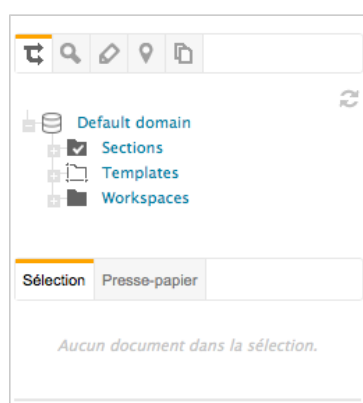 Default domain
Sections
Templates
Workspaces
Sélection Presse-papier
Aucun document dans la sélection.